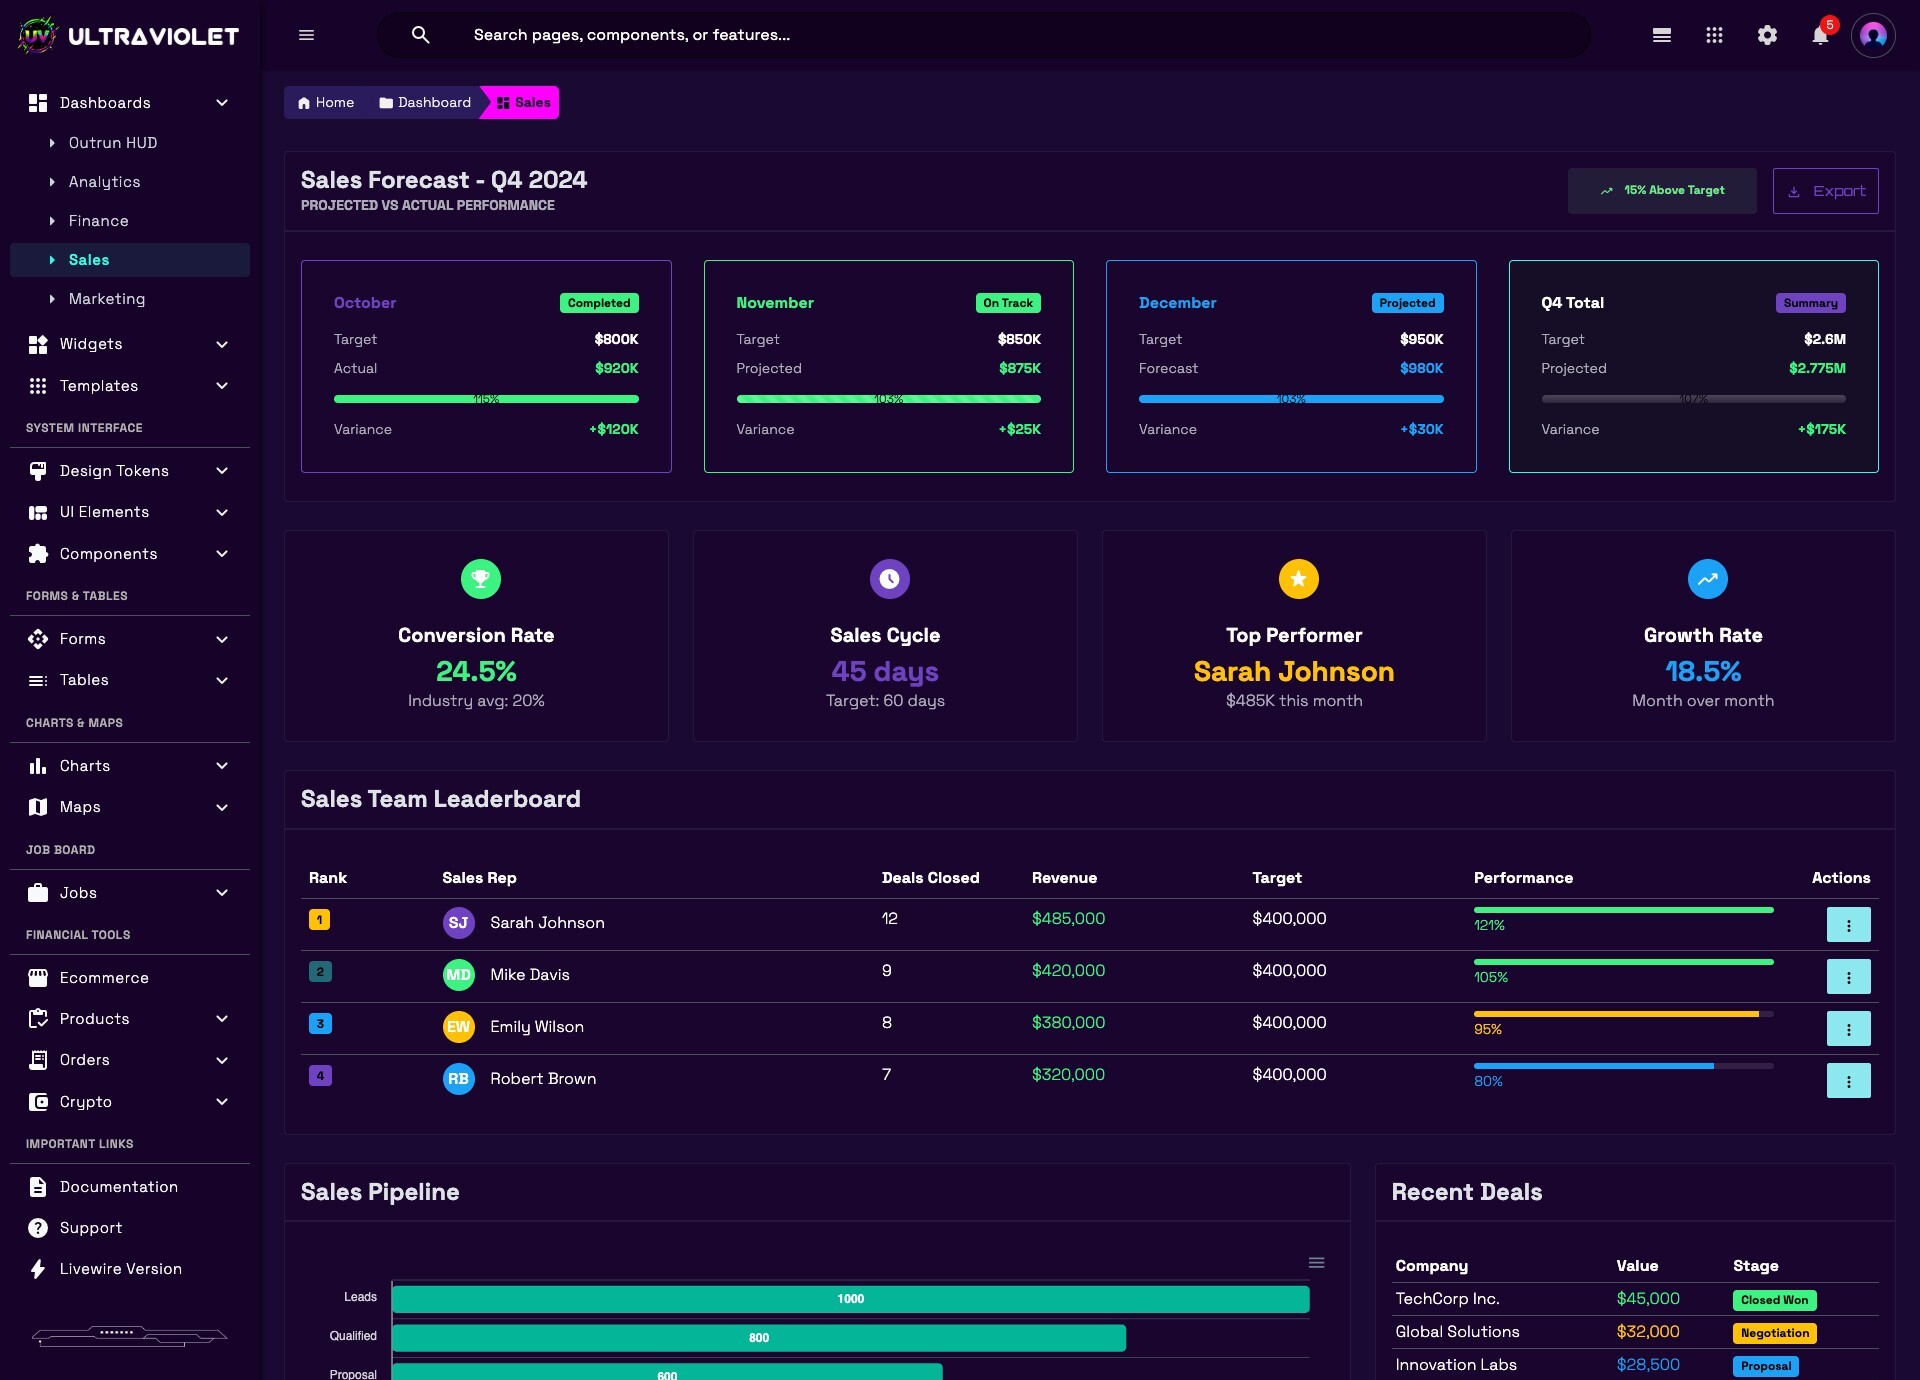 ULTRAVIOLET
Search pages, components, or features...
5
Dashboards
Outrun HUD
Analytics
Finance
Sales
Marketing
Widgets
Templates
SYSTEM INTERFACE
Design Tokens
UI Elements
Components
FORMS & TABLES
Forms
Tables
CHARTS & MAPS
Charts
Maps
JOB BOARD
Jobs
FINANCIAL TOOLS
Ecommerce
Products
Orders
Crypto
IMPORTANT LINKS
Documentation
Support
Livewire Version
Home Dashboard Sales
Sales Forecast - Q4 2024
PROJECTED VS ACTUAL PERFORMANCE
15% Above Target
Export
October Completed
Target $800K
Actual $920K
115%
Variance +$120K
November On Track
Target $850K
Projected $875K
103%
Variance +$25K
December Projected
Target $950K
Forecast $980K
103%
Variance +$30K
Q4 Total Summary
Target $2.6M
Projected $2.775M
107%
Variance +$175K
Conversion Rate
24.5%
Industry avg: 20%
Sales Cycle
45 days
Target: 60 days
Top Performer
Sarah Johnson
$485K this month
Growth Rate
18.5%
Month over month
Sales Team Leaderboard
Rank Sales Rep Deals Closed Revenue Target Performance Actions
1 SJ Sarah Johnson 12 $485,000 $400,000 121%
2 MD Mike Davis 9 $420,000 $400,000 105%
3 EW Emily Wilson 8 $380,000 $400,000 95%
4 RB Robert Brown 7 $320,000 $400,000 80%
Sales Pipeline
Leads 1000
Qualified 800
Proposal 600
Recent Deals
Company Value Stage
TechCorp Inc. $45,000 Closed Won
Global Solutions $32,000 Negotiation
Innovation Labs $28,500 Proposal